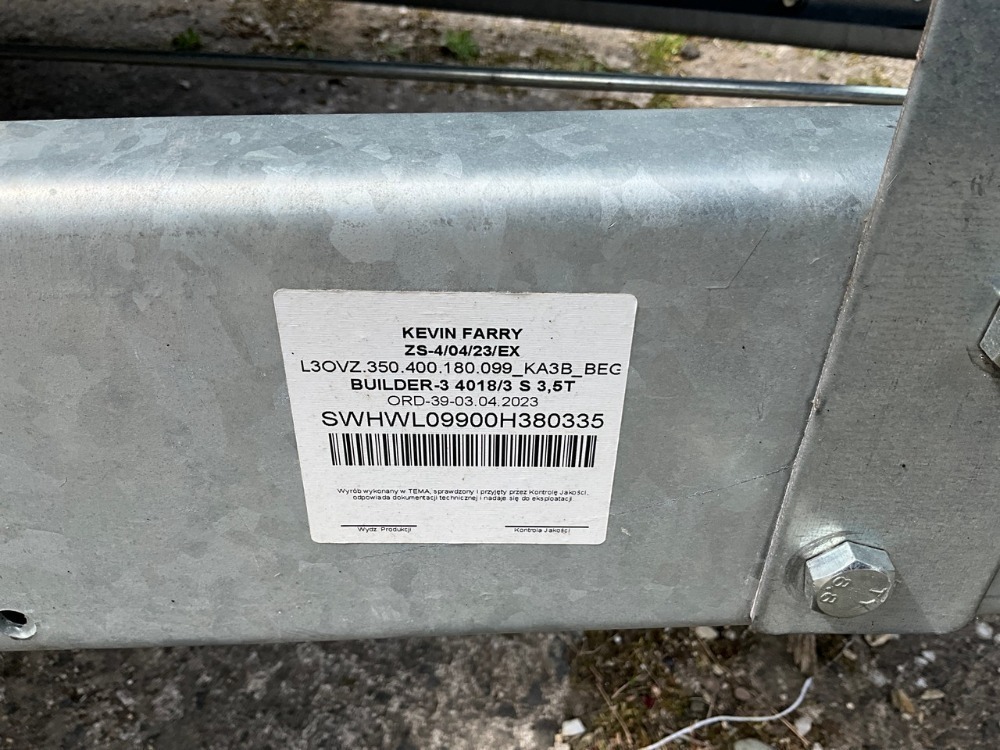 KEVIN FARRY
ZS-4/04/23/EX
L3OVZ.350.400.180.099_KA3B_BEG
BUILDER-3 4018/3 S 3,5T
ORD-39-03.04.2023
SWHWL09900H380335
Wyrób wykonany w TEMA, sprawdzony i przyjęty przez Kontrolę Jakości,
odpowiada dokumentacji technicznej i nadaje się do eksploatacji
Wydz. Produkcji
Kontrola Jakości
8.8